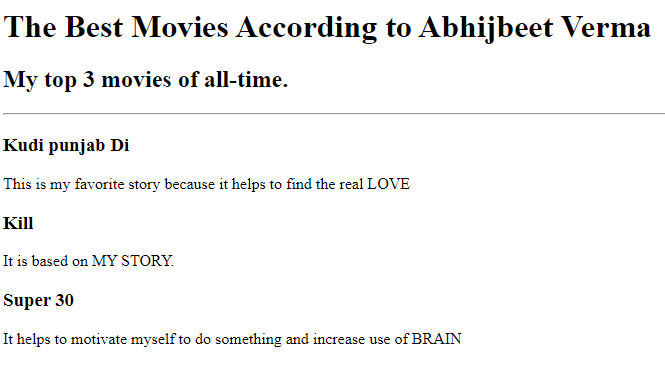 The Best Movies According to Abhijbeet Verma
My top 3 movies of all-time.
Kudi punjab Di
This is my favorite story because it helps to find the real LOVE
Kill
It is based on MY STORY.
Super 30
It helps to motivate myself to do something and increase use of BRAIN